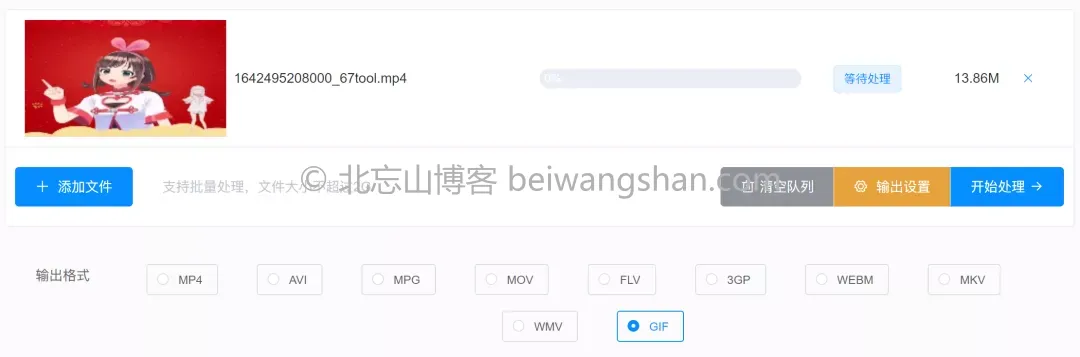 1642495208000_67tool.mp4
0%
等待处理
13.86M
添加文件
支持批量处理，文件大小不超过2G
© 北忘山博客 beiwangshan.com
清空队列
输出设置
开始处理
输出格式
MP4
AVI
MPG
MOV
FLV
3GP
WEBM
MKV
WMV
GIF